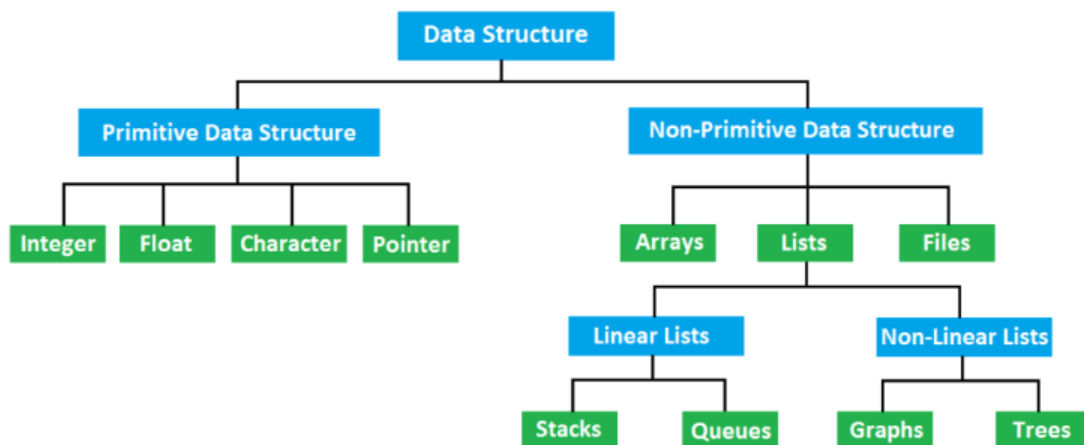 Data Structure
Primitive Data Structure
Non-Primitive Data Structure
Integer
Float
Character
Pointer
Arrays
Lists
Files
Linear Lists
Non-Linear Lists
Stacks
Queues
Graphs
Trees